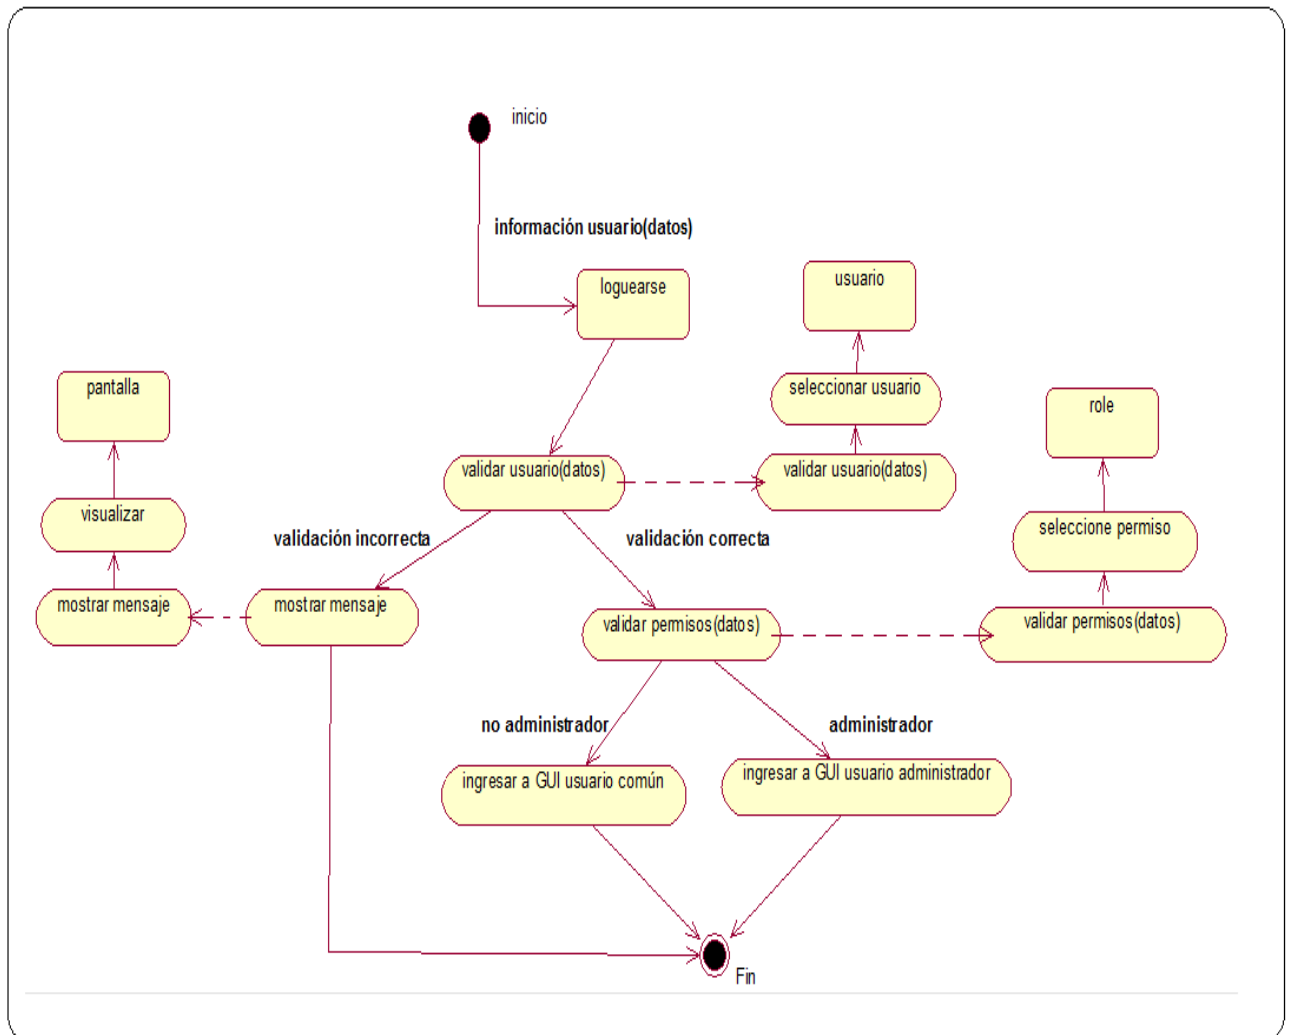 inicio
información usuario(datos)
loguearse
usuario
pantalla
seleccionar usuario
role
validar usuario(datos)
validar usuario(datos)
visualizar
seleccione permiso
validación incorrecta
validación correcta
mostrar mensaje
mostrar mensaje
validar permisos(datos)
validar permisos(datos)
no administrador
administrador
ingresar a GUI usuario común
ingresar a GUI usuario administrador
Fin